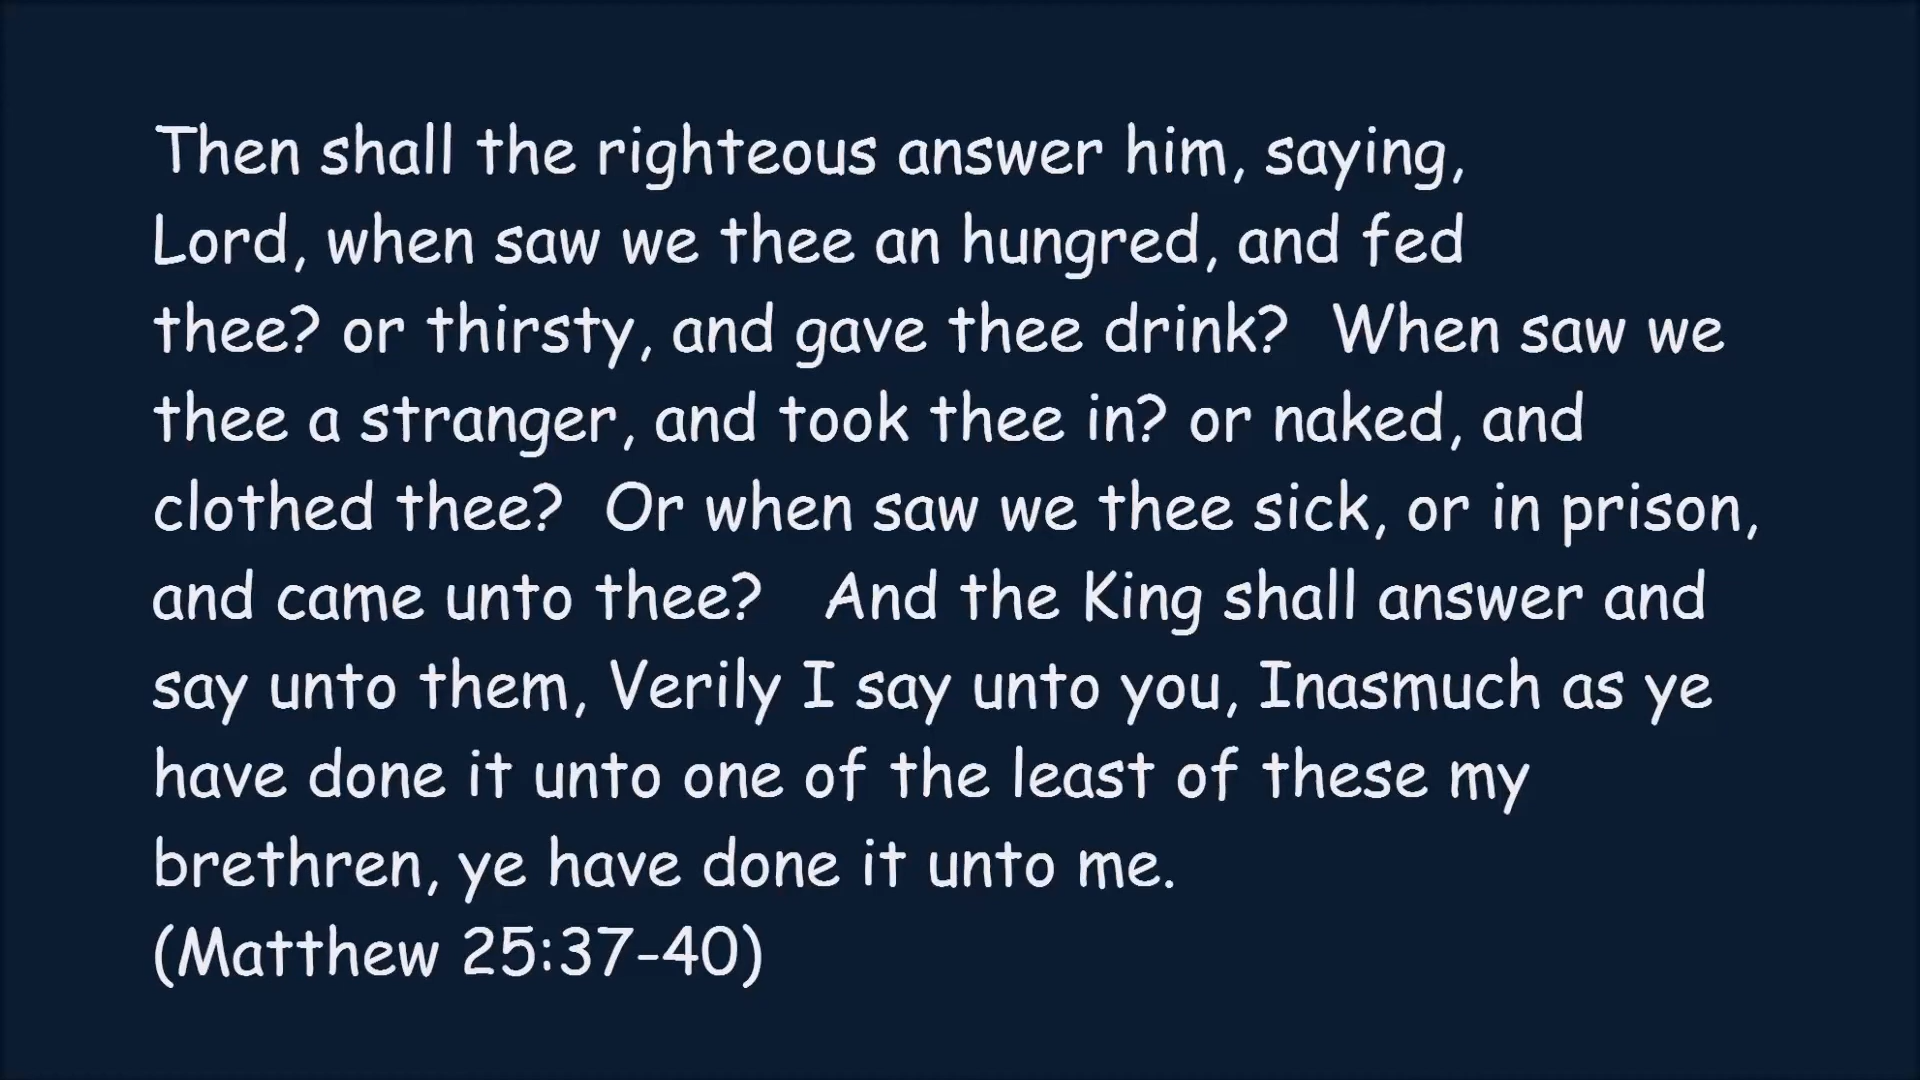 Then shall the righteous answer him, saying,
Lord, when saw we thee an hungred, and fed
thee? or thirsty, and gave thee drink?  When saw we
thee a stranger, and took thee in? or naked, and
clothed thee?  Or when saw we thee sick, or in prison,
and came unto thee?   And the King shall answer and
say unto them, Verily I say unto you, Inasmuch as ye
have done it unto one of the least of these my
brethren, ye have done it unto me.
(Matthew 25:37-40)